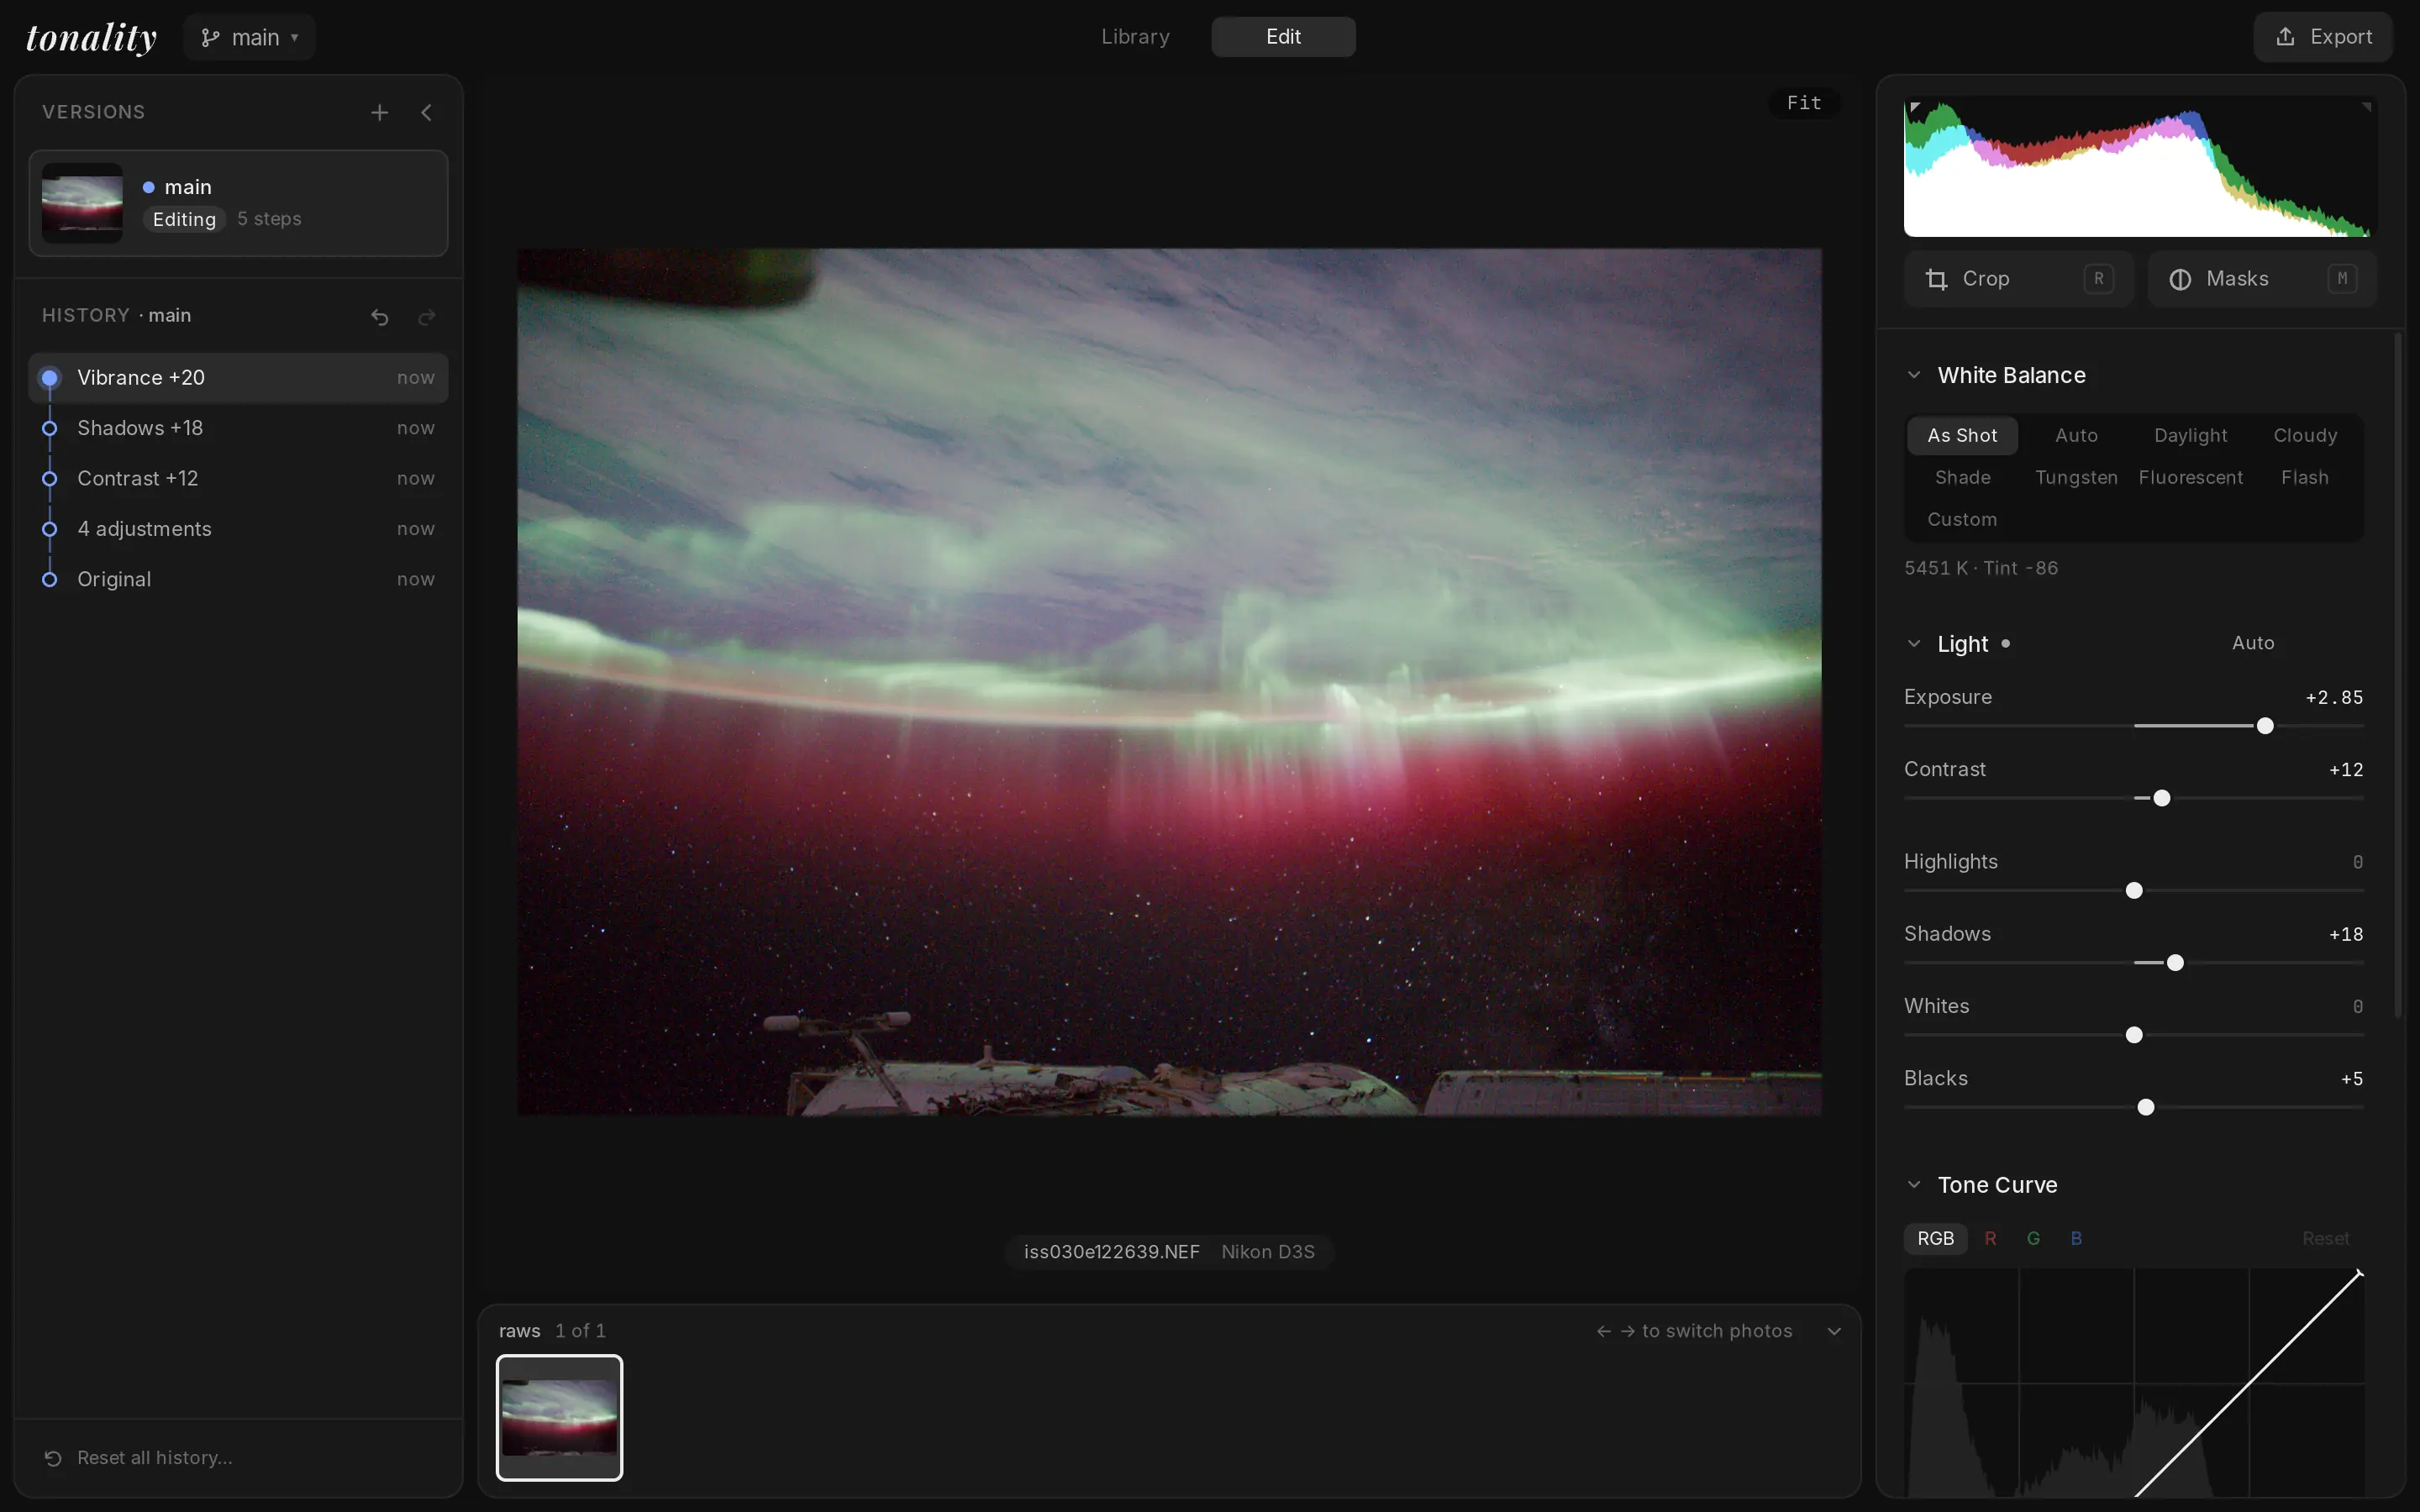 tonality
main ▾
Library
Edit
Export
VERSIONS
main
Editing 5 steps
HISTORY · main
Vibrance +20 now
Shadows +18 now
Contrast +12 now
4 adjustments now
Original now
Reset all history...
Fit
iss030e122639.NEF Nikon D3S
raws 1 of 1
← → to switch photos
Crop R
Masks M
White Balance
As Shot Auto Daylight Cloudy
Shade Tungsten Fluorescent Flash
Custom
5451 K · Tint -86
Light • Auto
Exposure +2.85
Contrast +12
Highlights 0
Shadows +18
Whites 0
Blacks +5
Tone Curve
RGB R G B Reset